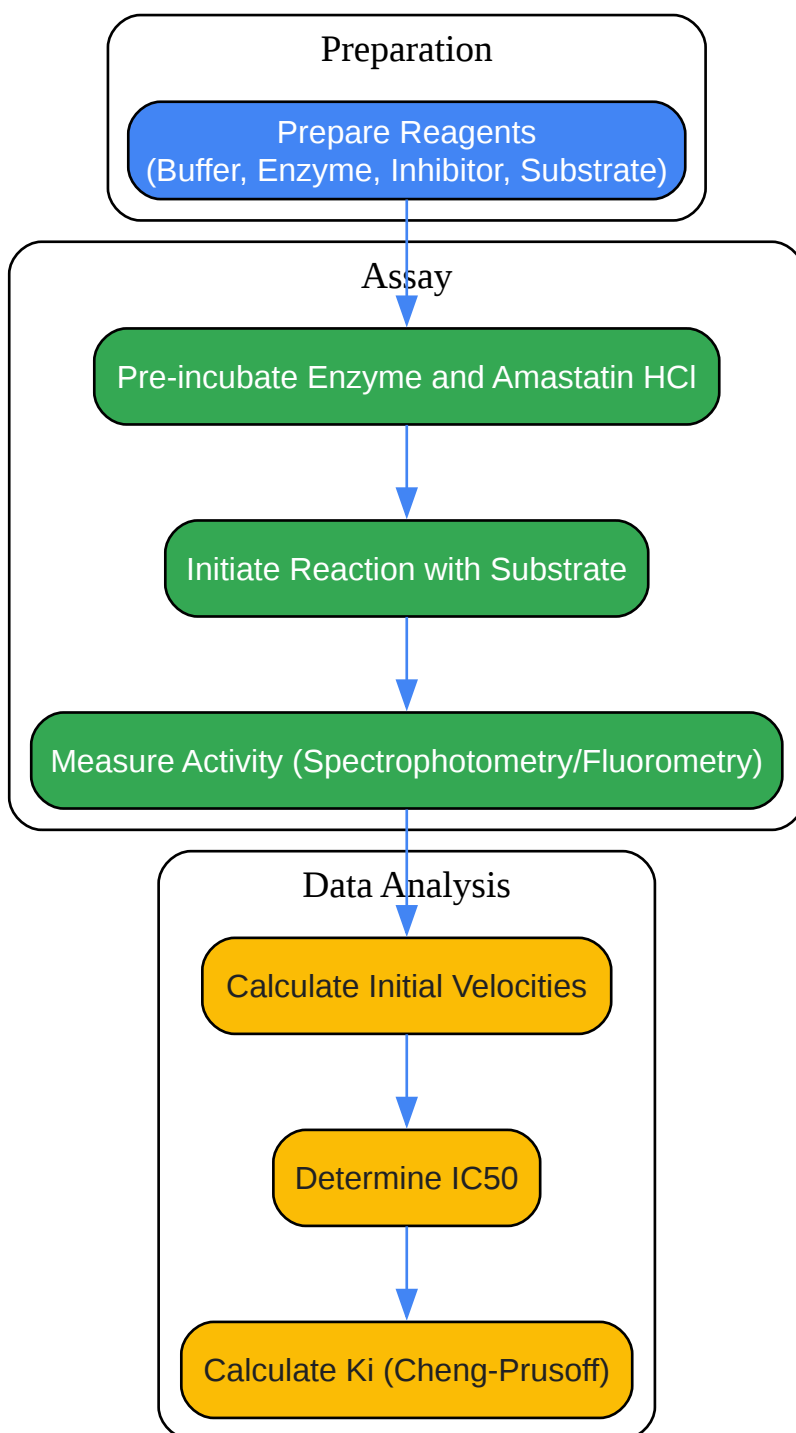 Preparation
Prepare Reagents
(Buffer, Enzyme, Inhibitor, Substrate)
Assay
Pre-incubate Enzyme and Amastatin HCl
Initiate Reaction with Substrate
Measure Activity (Spectrophotometry/Fluorometry)
Data Analysis
Calculate Initial Velocities
Determine IC50
Calculate Ki (Cheng-Prusoff)